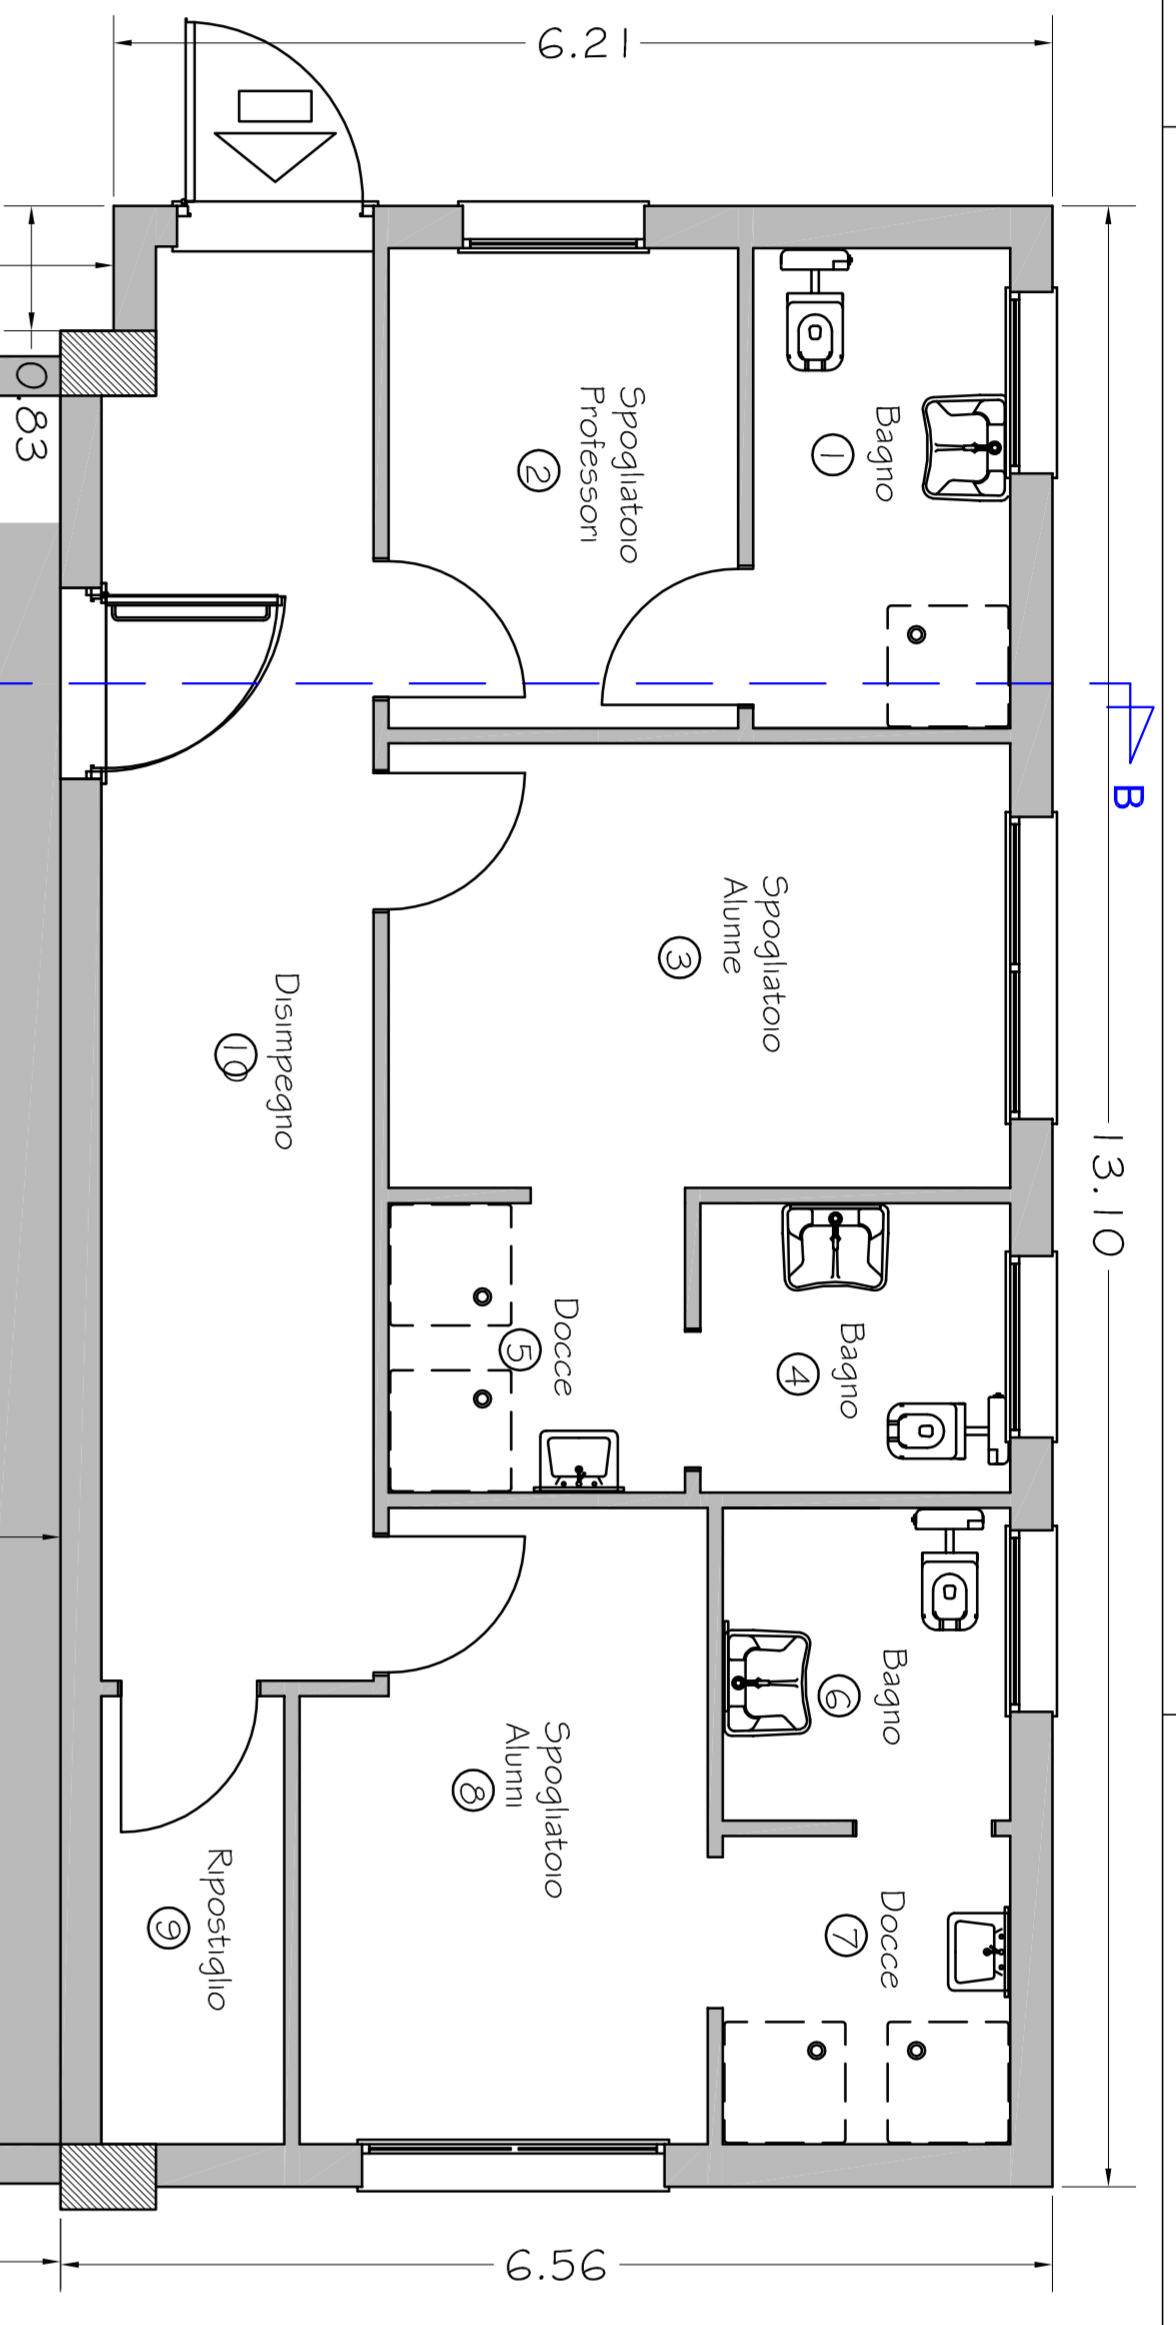 6.21
0.83
B
13.10
Bagno
1
Spogliatoio
Professori
2
Spogliatoio
Alunne
3
Bagno
4
Docce
5
Bagno
6
Docce
7
Spogliatoio
Alunni
8
Ripostiglio
9
Disimpegno
10
6.56